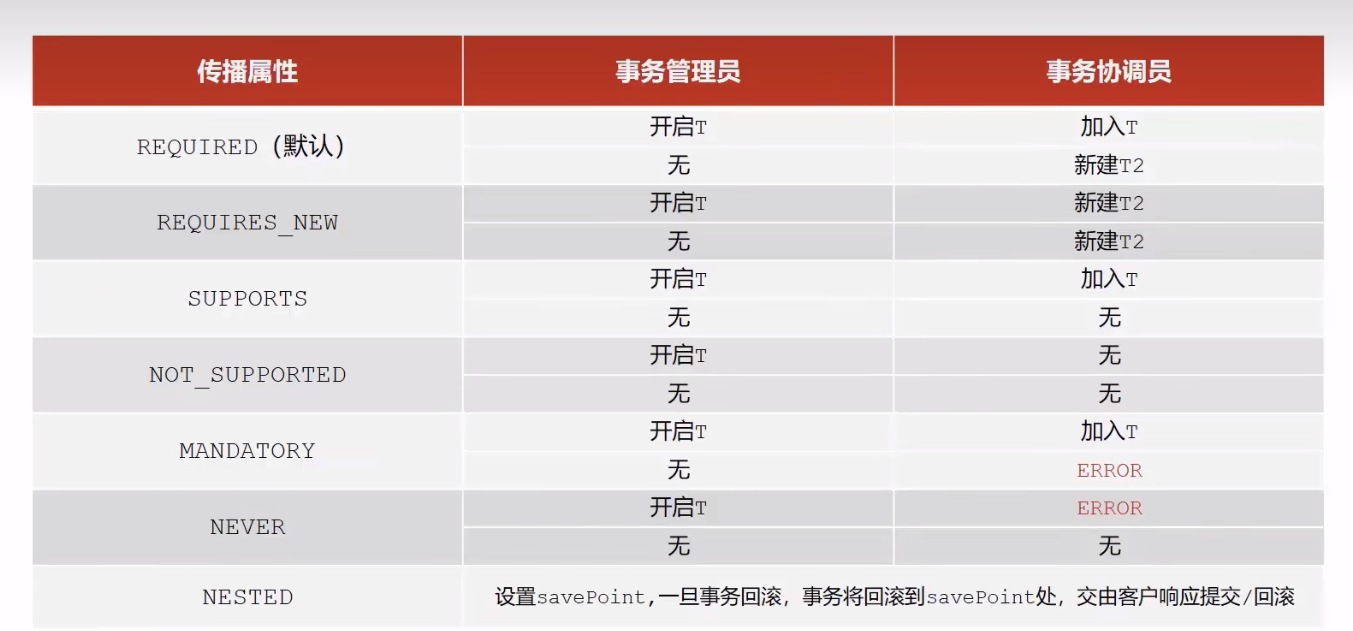 传播属性 事务管理员 事务协调员
REQUIRED（默认） 开启T 加入T
无 新建T2
REQUIRES_NEW 开启T 新建T2
无 新建T2
SUPPORTS 开启T 加入T
无 无
NOT_SUPPORTED 开启T 无
无 无
MANDATORY 开启T 加入T
无 ERROR
NEVER 开启T ERROR
无 无
NESTED 设置savePoint,一旦事务回滚，事务将回滚到savePoint处，交由客户响应提交/回滚